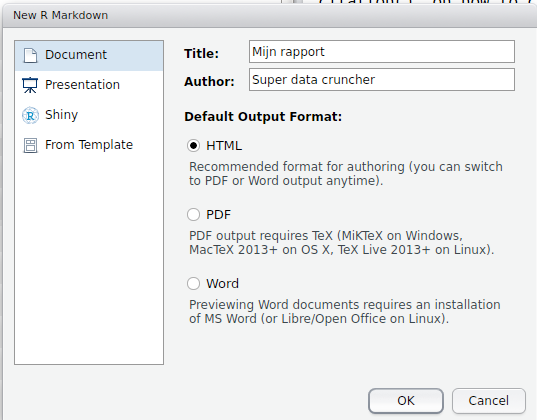 New R Markdown
Document
Presentation
Shiny
From Template
Title: Mijn rapport
Author: Super data cruncher
Default Output Format:
HTML
Recommended format for authoring (you can switch
to PDF or Word output anytime).
PDF
PDF output requires TeX (MiKTeX on Windows,
MacTeX 2013+ on OS X, TeX Live 2013+ on Linux).
Word
Previewing Word documents requires an installation
of MS Word (or Libre/Open Office on Linux).
OK Cancel